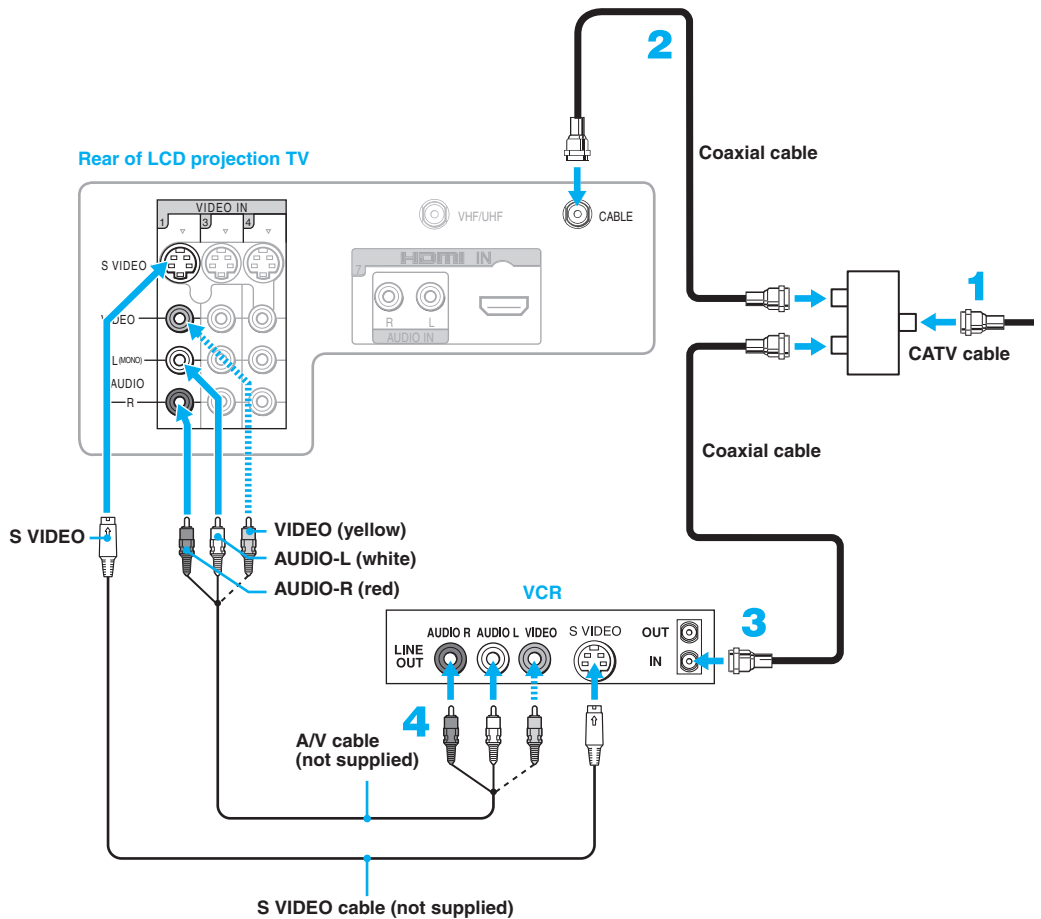 2
Coaxial cable
Rear of LCD projection TV
VIDEO IN
1 3 4
VHF/UHF
CABLE
S VIDEO
HDMI IN
7
VIDEO
R L
AUDIO IN
L (MONO)
AUDIO
R
1
CATV cable
Coaxial cable
S VIDEO
VIDEO (yellow)
AUDIO-L (white)
AUDIO-R (red)
VCR
AUDIO R AUDIO L VIDEO S VIDEO OUT
LINE
OUT
IN
3
4
A/V cable
(not supplied)
S VIDEO cable (not supplied)